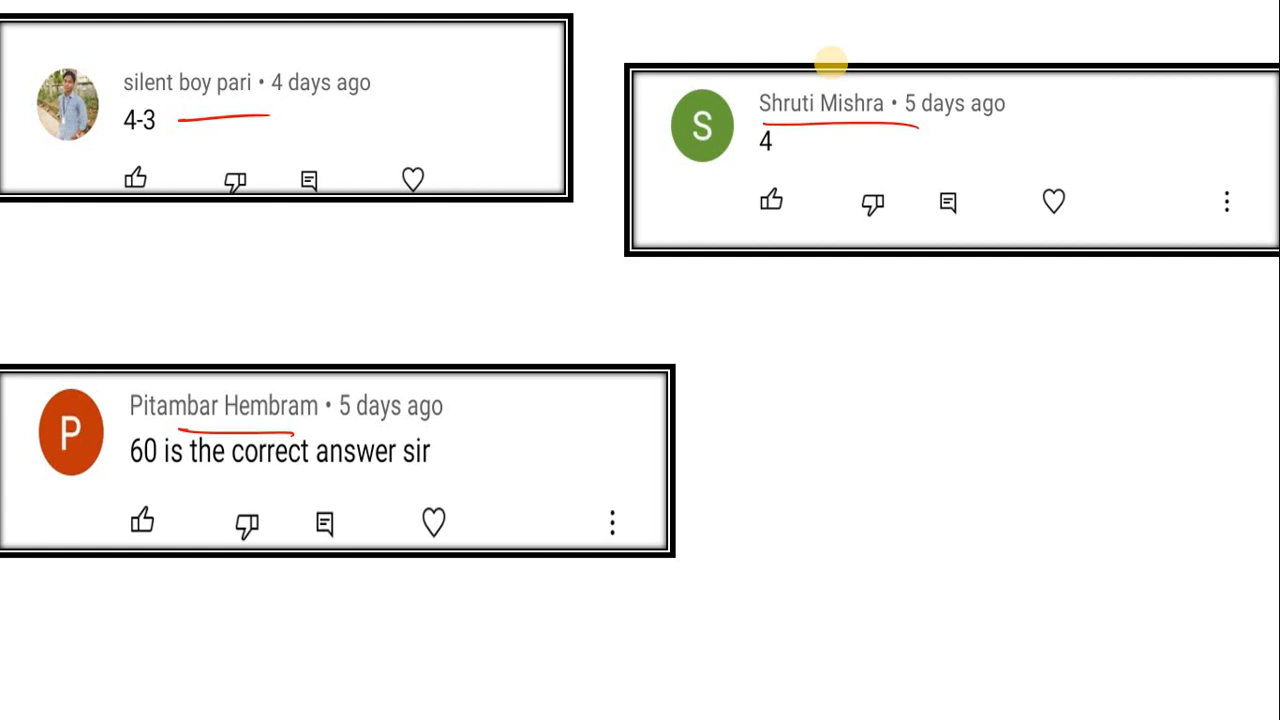 silent boy pari • 4 days ago
4-3
S
Shruti Mishra • 5 days ago
4
P
Pitambar Hembram • 5 days ago
60 is the correct answer sir